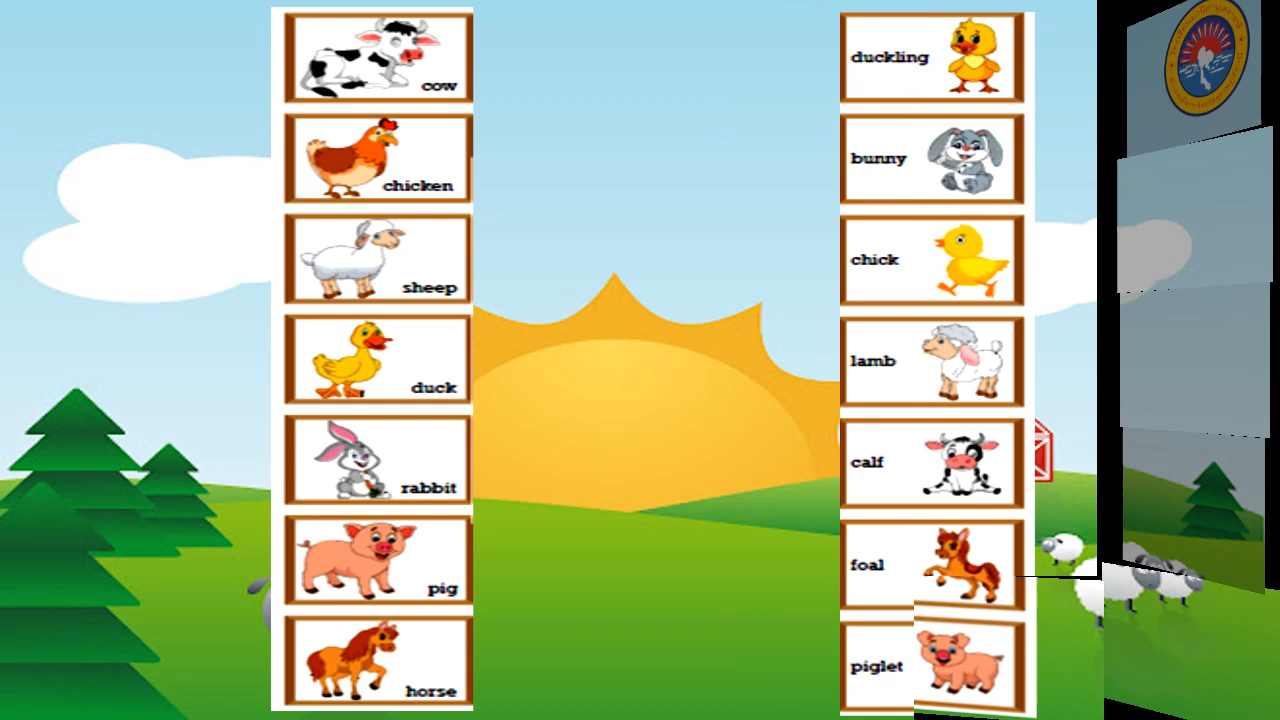 cow
chicken
sheep
duck
rabbit
pig
horse
duckling
bunny
chick
lamb
calf
foal
piglet